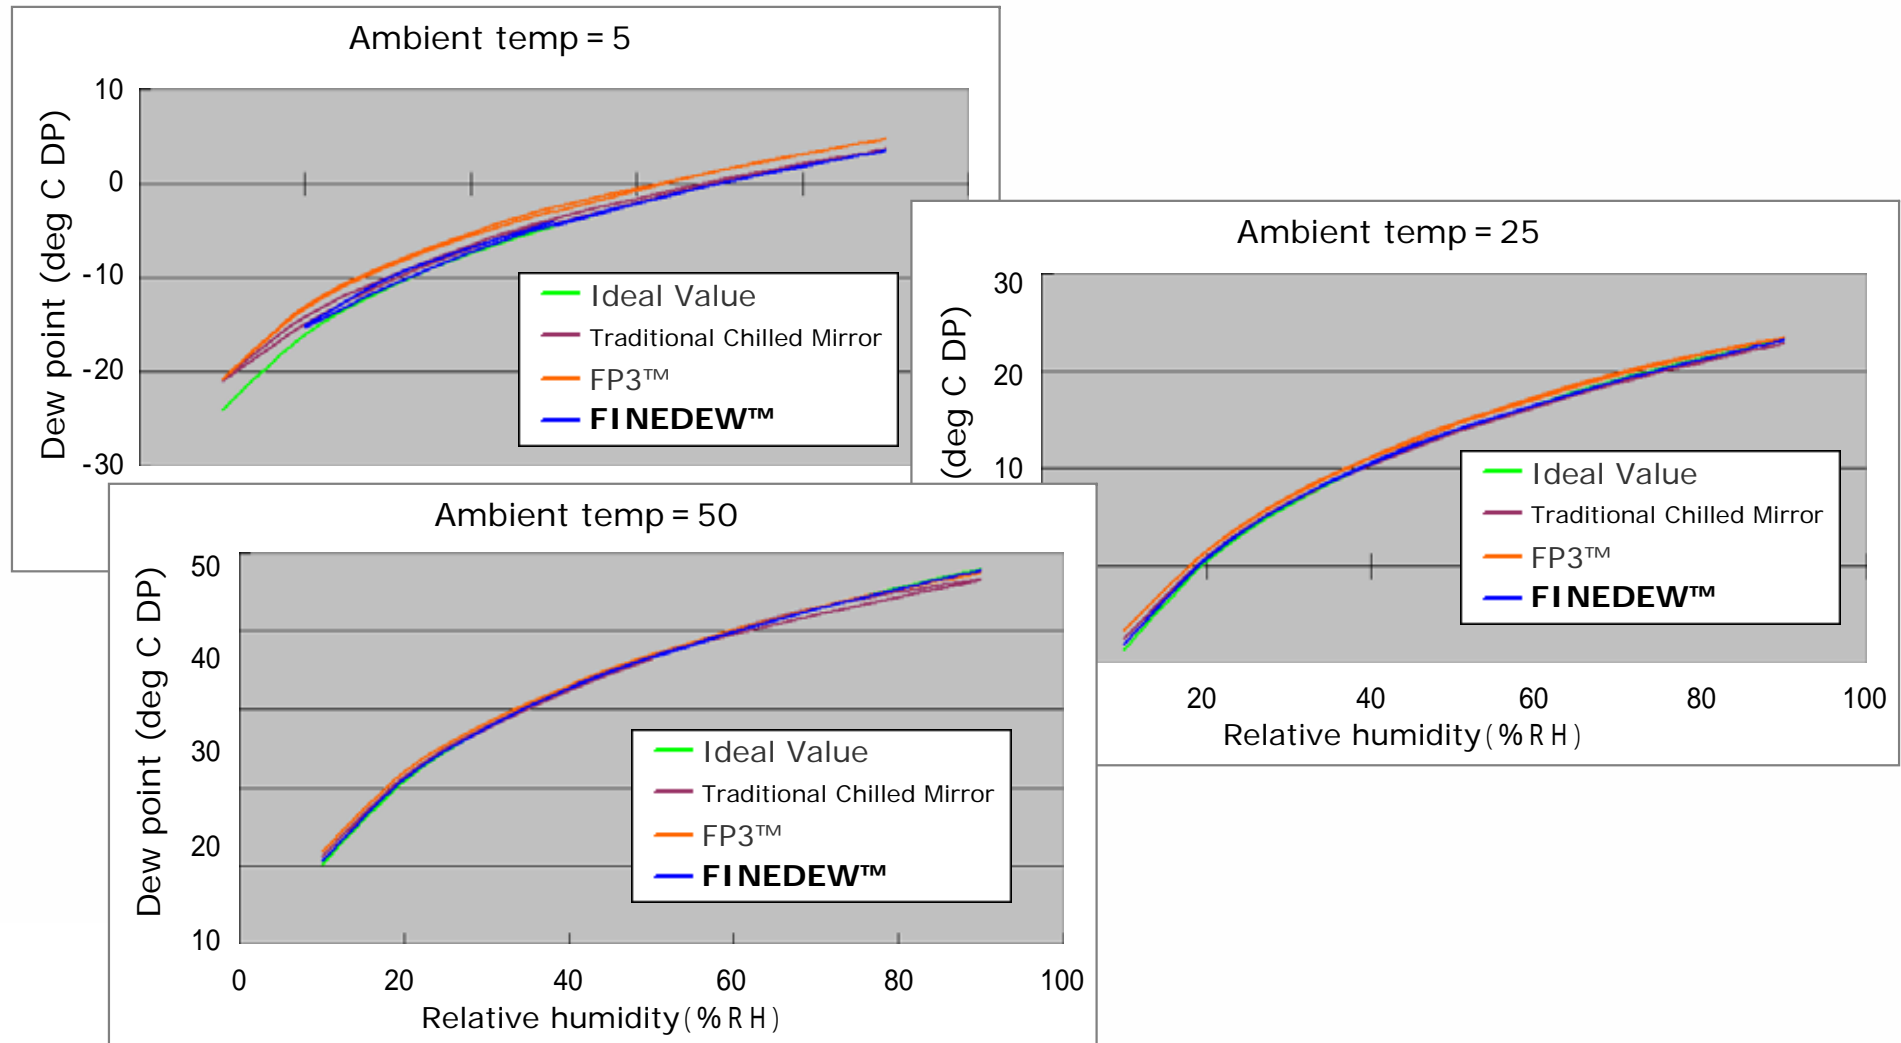 Ambient temp = 5
10
0
-10
-20
-30
Dew point (deg C DP)
Ideal Value
Traditional Chilled Mirror
FP3™
FINEDEW™
Ambient temp = 25
30
20
10
(deg C DP)
Ideal Value
Traditional Chilled Mirror
FP3™
FINEDEW™
20 40 60 80 100
Relative humidity (%RH)
Ambient temp = 50
50
40
30
20
10
Dew point (deg C DP)
Ideal Value
Traditional Chilled Mirror
FP3™
FINEDEW™
0 20 40 60 80 100
Relative humidity (%RH)